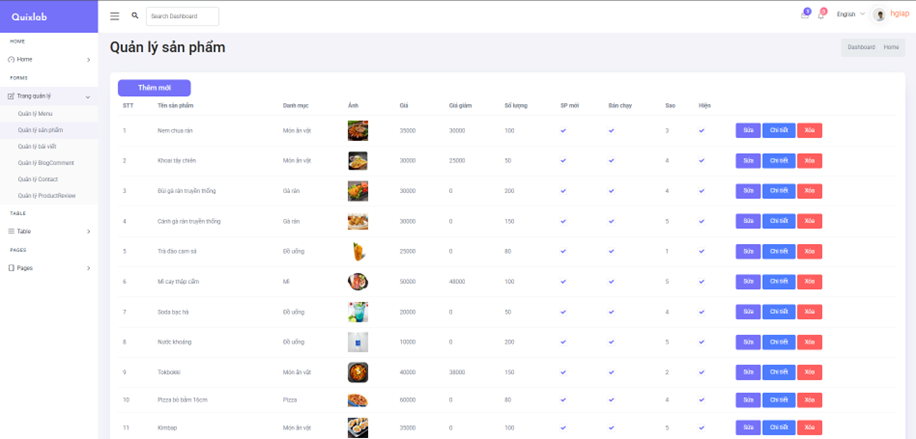 Quixlab
Search Dashboard
5
3
English
hgiap
HOME
Home
FORMS
Trang quản lý
Quản lý Menu
Quản lý sản phẩm
Quản lý bài viết
Quản lý BlogComment
Quản lý Contact
Quản lý ProductReview
TABLE
Table
PAGES
Pages
Quản lý sản phẩm
Dashboard Home
Thêm mới
STT Tên sản phẩm Danh mục Ảnh Giá Giá giảm Số lượng SP mới Bán chạy Sao Hiện
1 Nem chua rán Món ăn vặt 35000 30000 100 3 Sửa Chi tiết Xóa
2 Khoai tây chiên Món ăn vặt 30000 25000 50 4 Sửa Chi tiết Xóa
3 Đùi gà rán truyền thống Gà rán 30000 0 200 4 Sửa Chi tiết Xóa
4 Cánh gà rán truyền thống Gà rán 30000 0 150 5 Sửa Chi tiết Xóa
5 Trà đào cam sả Đồ uống 25000 0 80 1 Sửa Chi tiết Xóa
6 Mì cay thập cẩm Mì 50000 48000 100 5 Sửa Chi tiết Xóa
7 Soda bạc hà Đồ uống 20000 0 50 4 Sửa Chi tiết Xóa
8 Nước khoáng Đồ uống 10000 0 200 5 Sửa Chi tiết Xóa
9 Tokbokki Món ăn vặt 40000 38000 150 2 Sửa Chi tiết Xóa
10 Pizza bò băm 16cm Pizza 60000 0 80 4 Sửa Chi tiết Xóa
11 Kimbap Món ăn vặt 35000 0 100 5 Sửa Chi tiết Xóa